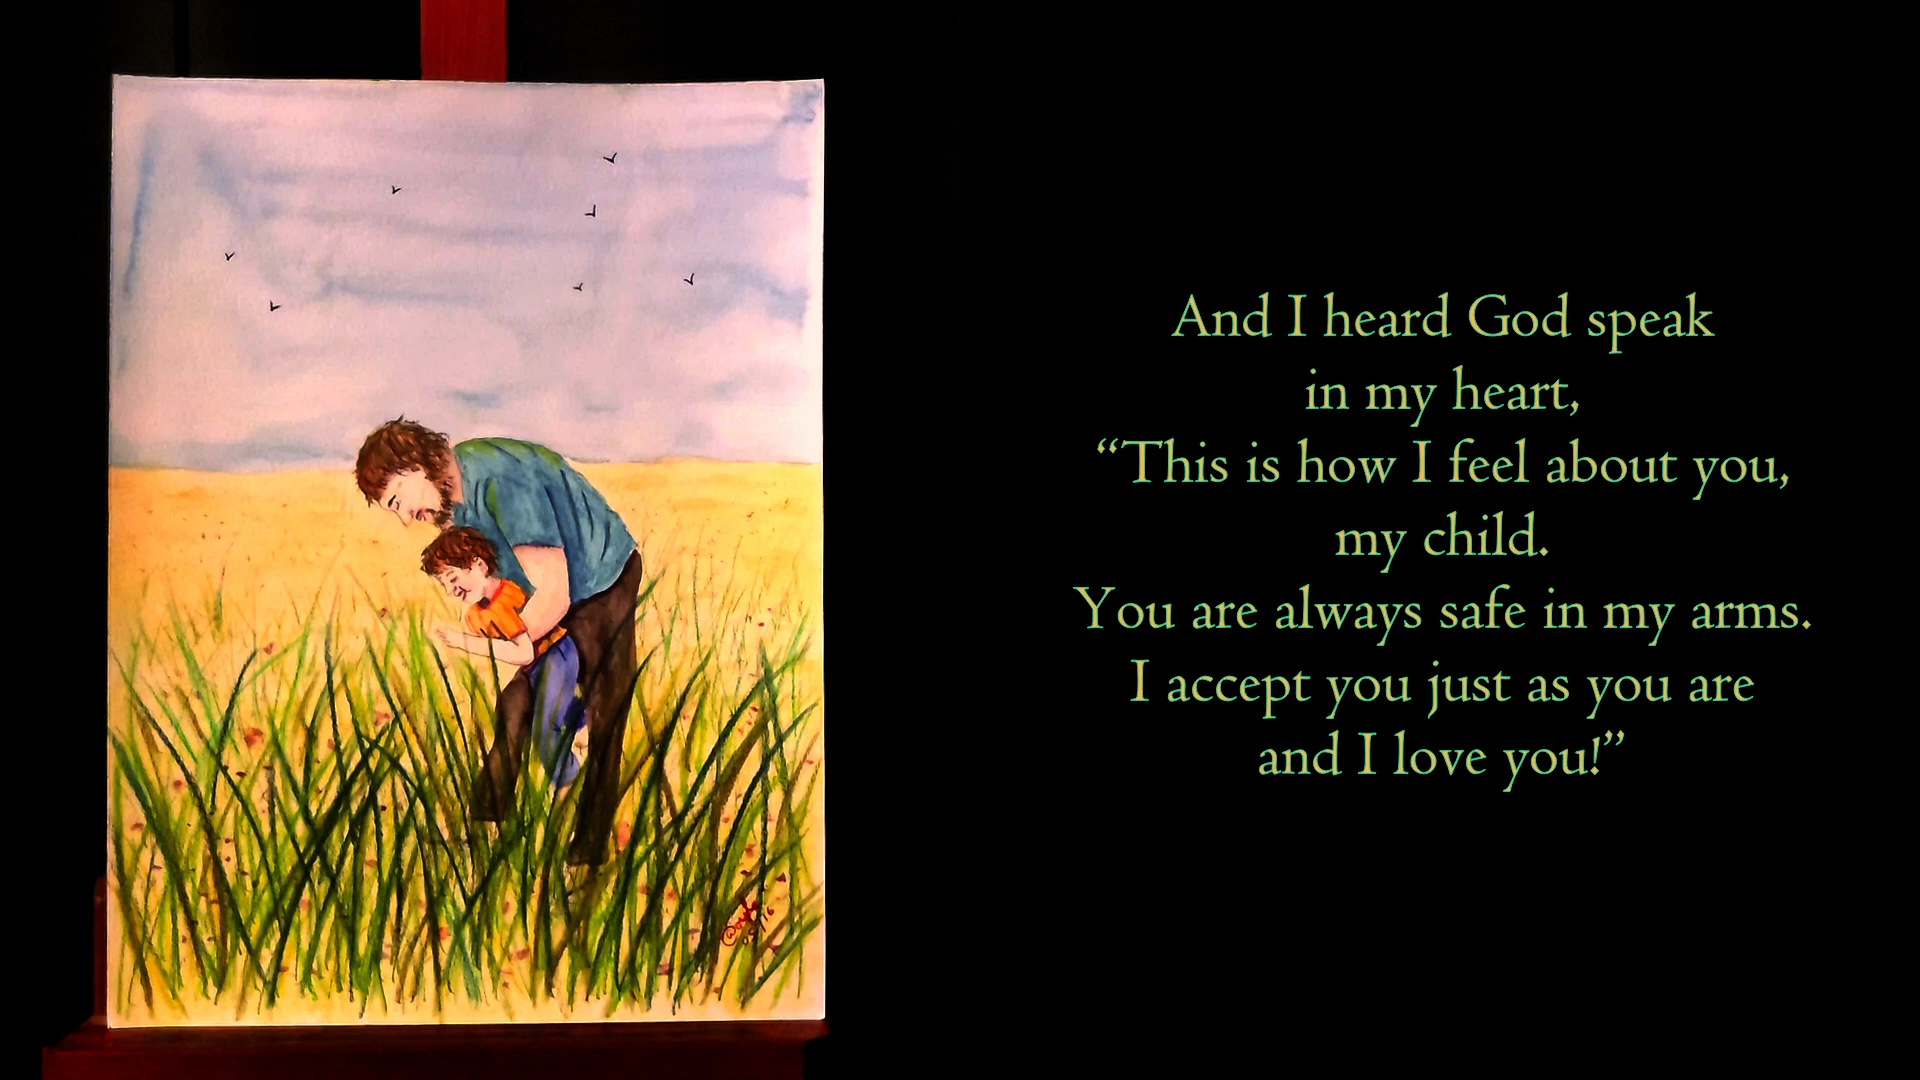 And I heard God speak
in my heart,
“This is how I feel about you,
my child.
You are always safe in my arms.
I accept you just as you are
and I love you!”